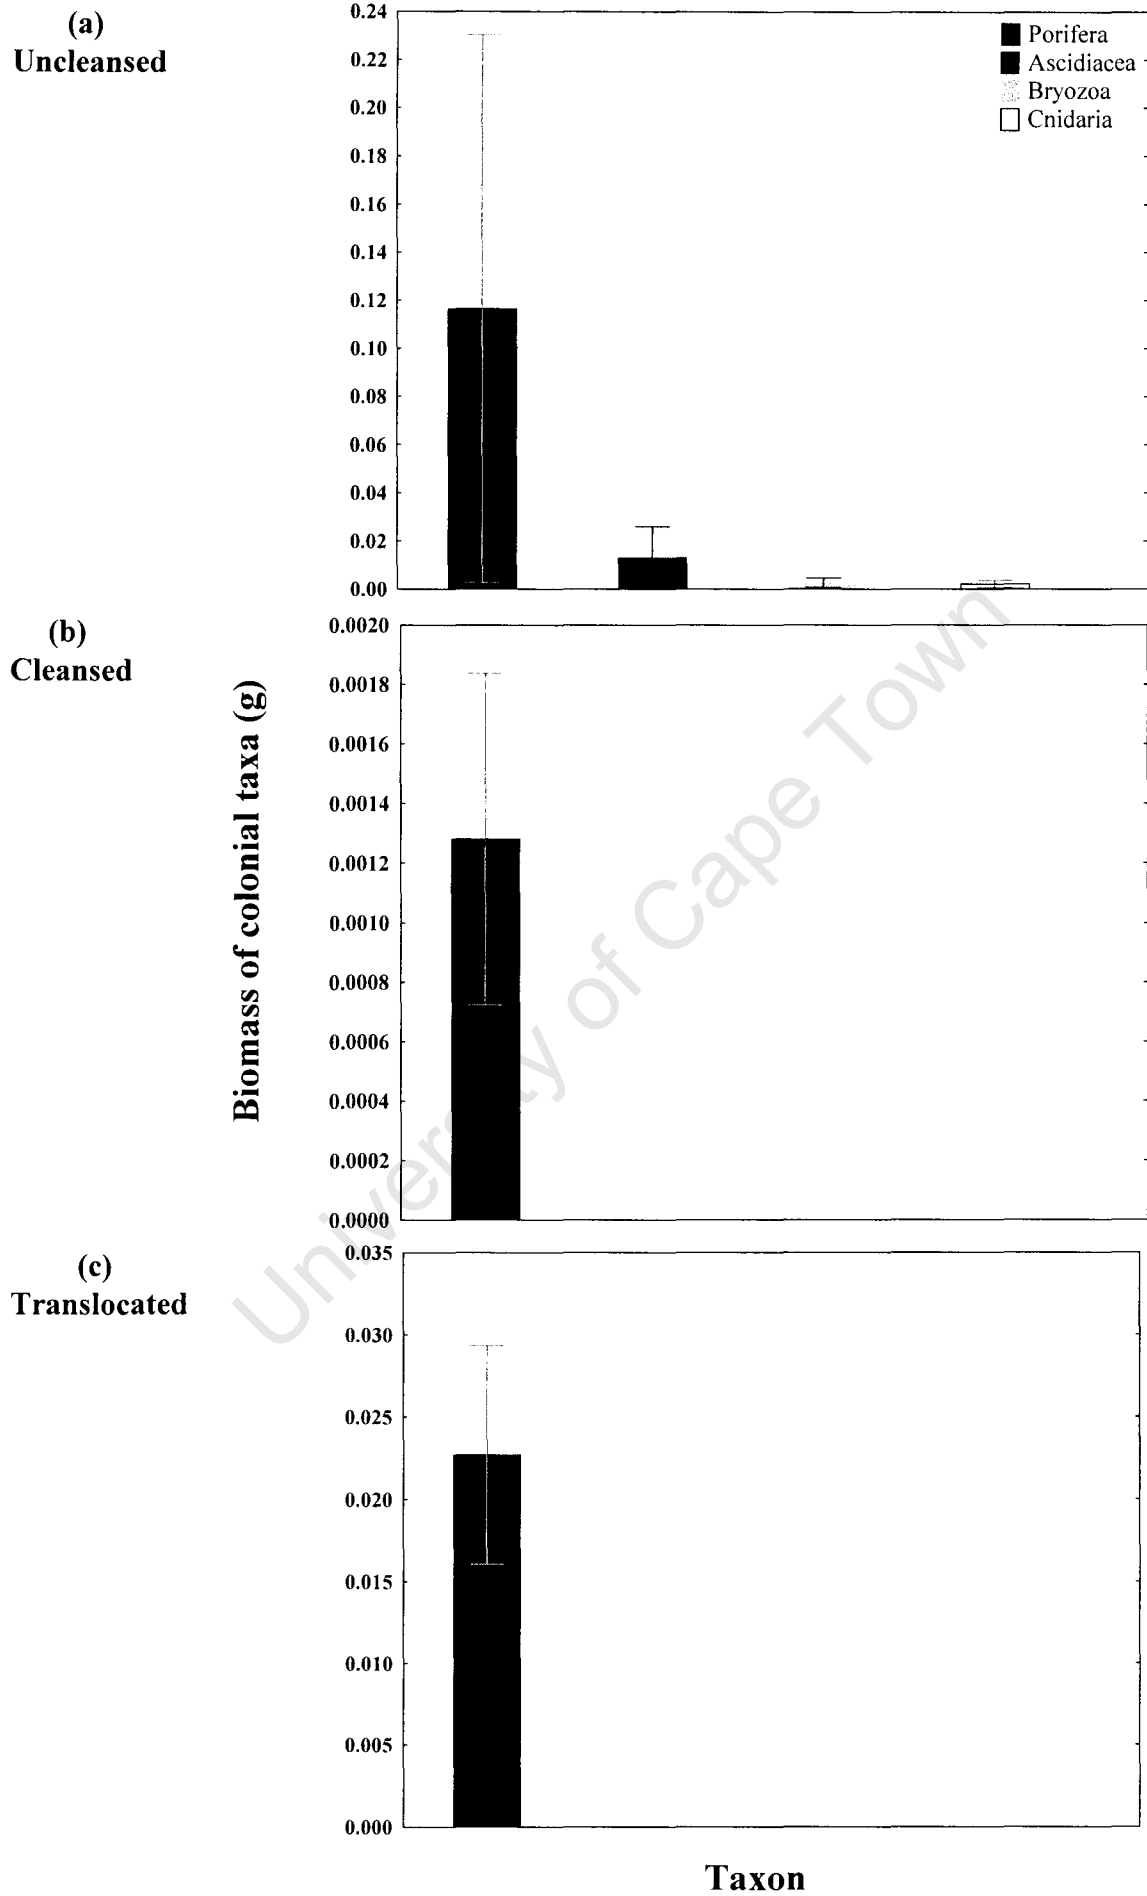 (a)
Uncleansed
0.24
0.22
0.20
0.18
0.16
0.14
0.12
0.10
0.08
0.06
0.04
0.02
0.00
Porifera
Ascidiacea
Bryozoa
Cnidaria
(b)
Cleansed
0.0020
0.0018
0.0016
0.0014
0.0012
0.0010
0.0008
0.0006
0.0004
0.0002
0.0000
Biomass of colonial taxa (g)
(c)
Translocated
0.035
0.030
0.025
0.020
0.015
0.010
0.005
0.000
Taxon
University of Cape Town